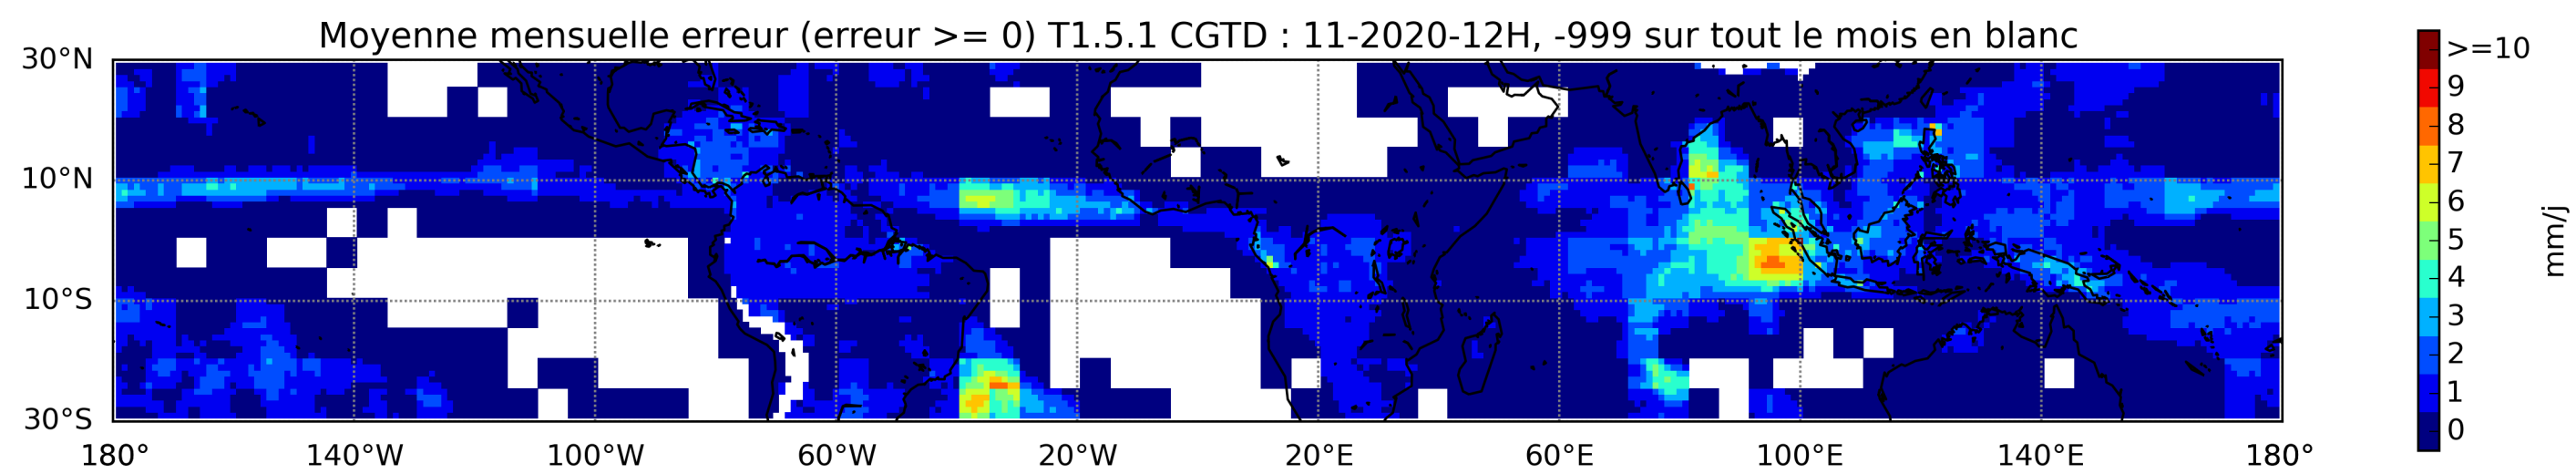 Moyenne mensuelle erreur (erreur >= 0) T1.5.1 CGTD : 11-2020-12H, -999 sur tout le mois en blanc
30°N
10°N
10°S
30°S
180° 140°W 100°W 60°W 20°W 20°E 60°E 100°E 140°E 180°
>=10
9
8
7
6
5
4
3
2
1
0
mm/j